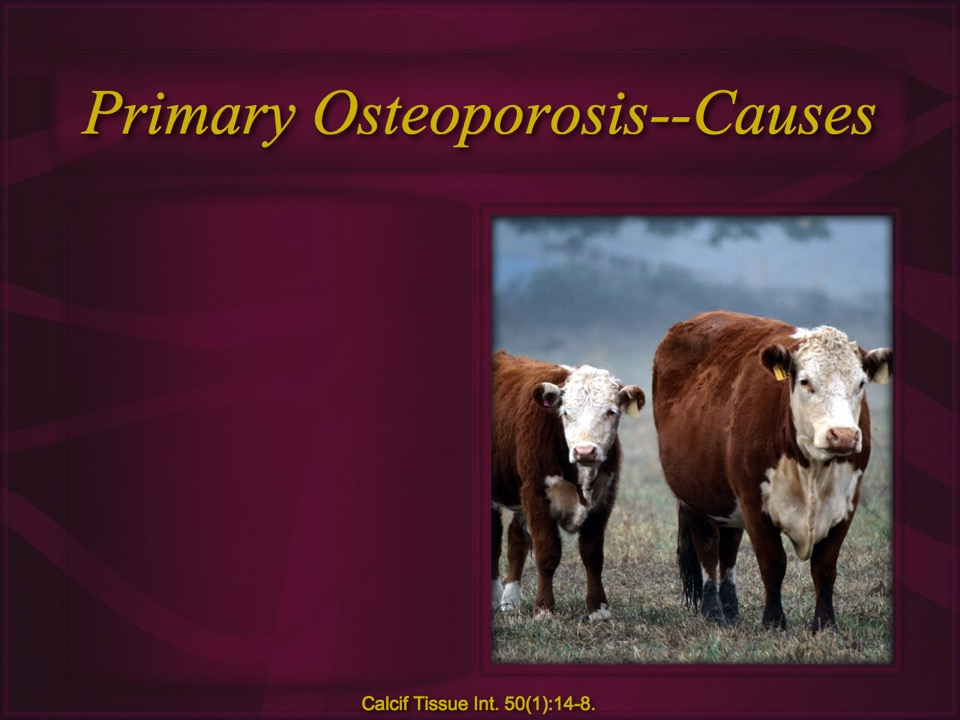 Primary Osteoporosis--Causes
Calcif Tissue Int. 50(1):14-8.